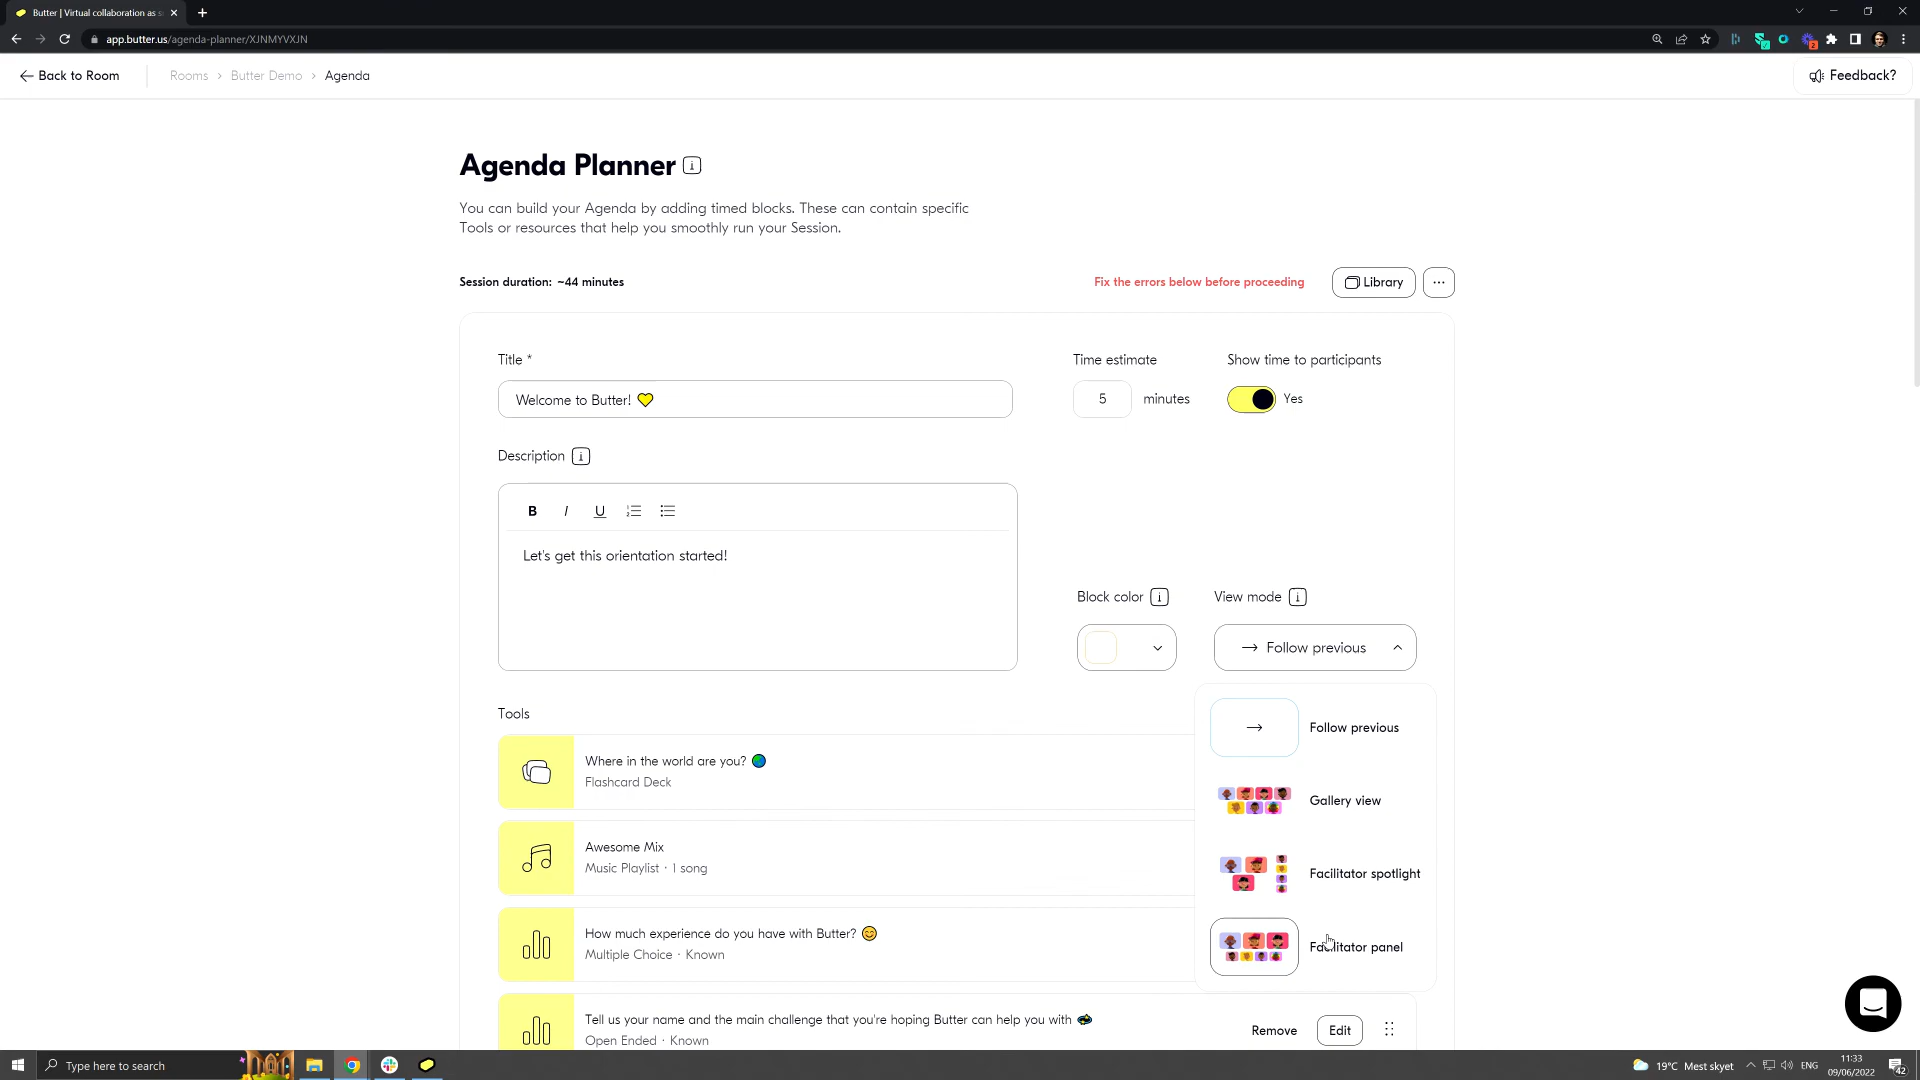 Butter | Virtual collaboration as s
app.butter.us/agenda-planner/XJNMYVXJN
2
Back to Room
Rooms
Butter Demo
Agenda
Feedback?
Agenda Planner
You can build your Agenda by adding timed blocks. These can contain specific
Tools or resources that help you smoothly run your Session.
Session duration: ~44 minutes
Fix the errors below before proceeding
Library
Title *
Time estimate
Show time to participants
Welcome to Butter! 💛
5
minutes
Yes
Description
B I U
Let's get this orientation started!
Block color
View mode
Follow previous
Tools
Follow previous
Where in the world are you? 🌏
Flashcard Deck
Gallery view
Awesome Mix
Music Playlist · 1 song
Facilitator spotlight
How much experience do you have with Butter? 😊
Multiple Choice · Known
Facilitator panel
Tell us your name and the main challenge that you're hoping Butter can help you with
Open Ended · Known
Remove
Edit
Type here to search
19°C Mest skyet
ENG
11:33
09/06/2022
42